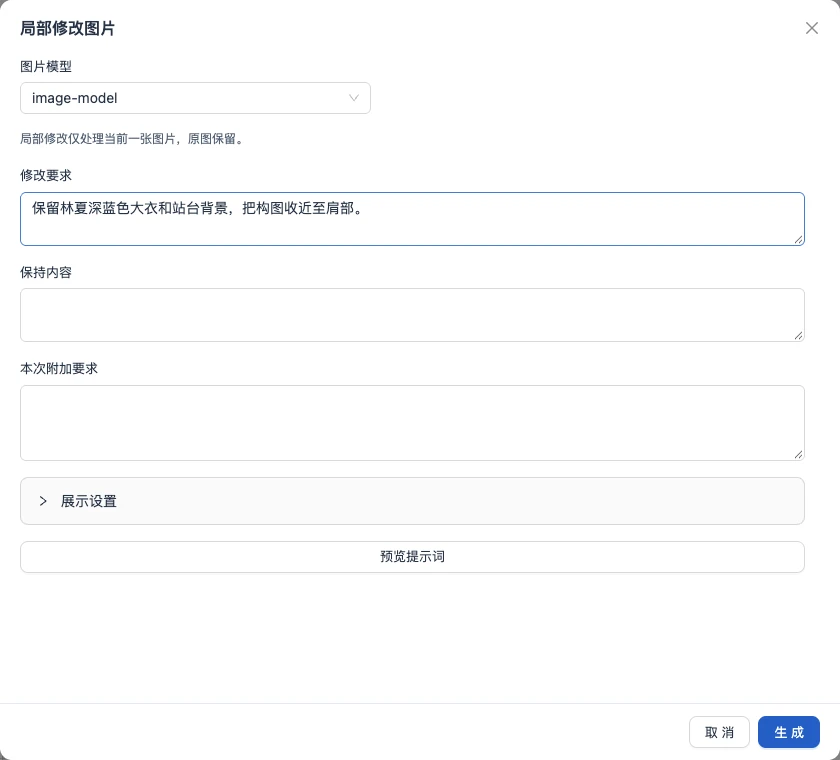 局部修改图片
图片模型
image-model
局部修改仅处理当前一张图片，原图保留。
修改要求
保留林夏深蓝色大衣和站台背景，把构图收近至肩部。
保持内容
本次附加要求
展示设置
预览提示词
取 消
生 成